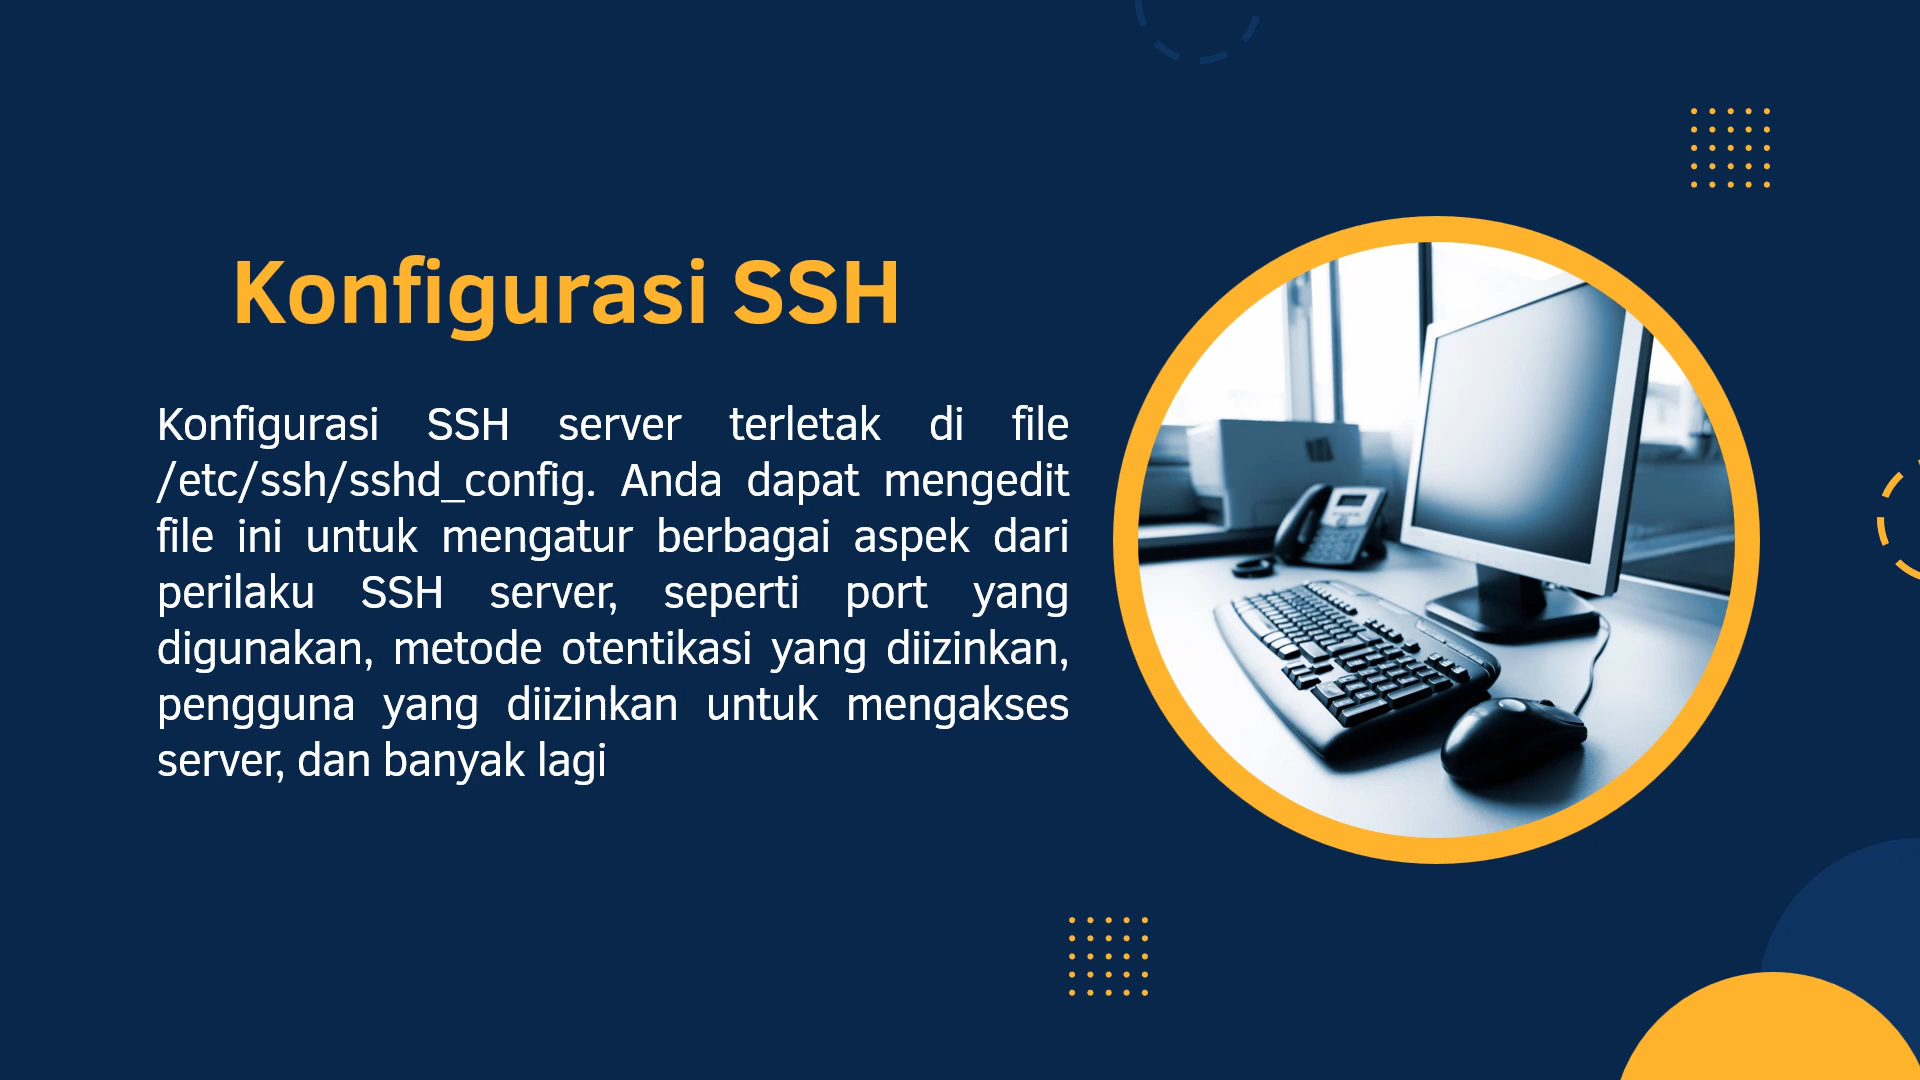 Konfigurasi SSH
Konfigurasi SSH server terletak di file
/etc/ssh/sshd_config. Anda dapat mengedit
file ini untuk mengatur berbagai aspek dari
perilaku SSH server, seperti port yang
digunakan, metode otentikasi yang diizinkan,
pengguna yang diizinkan untuk mengakses
server, dan banyak lagi